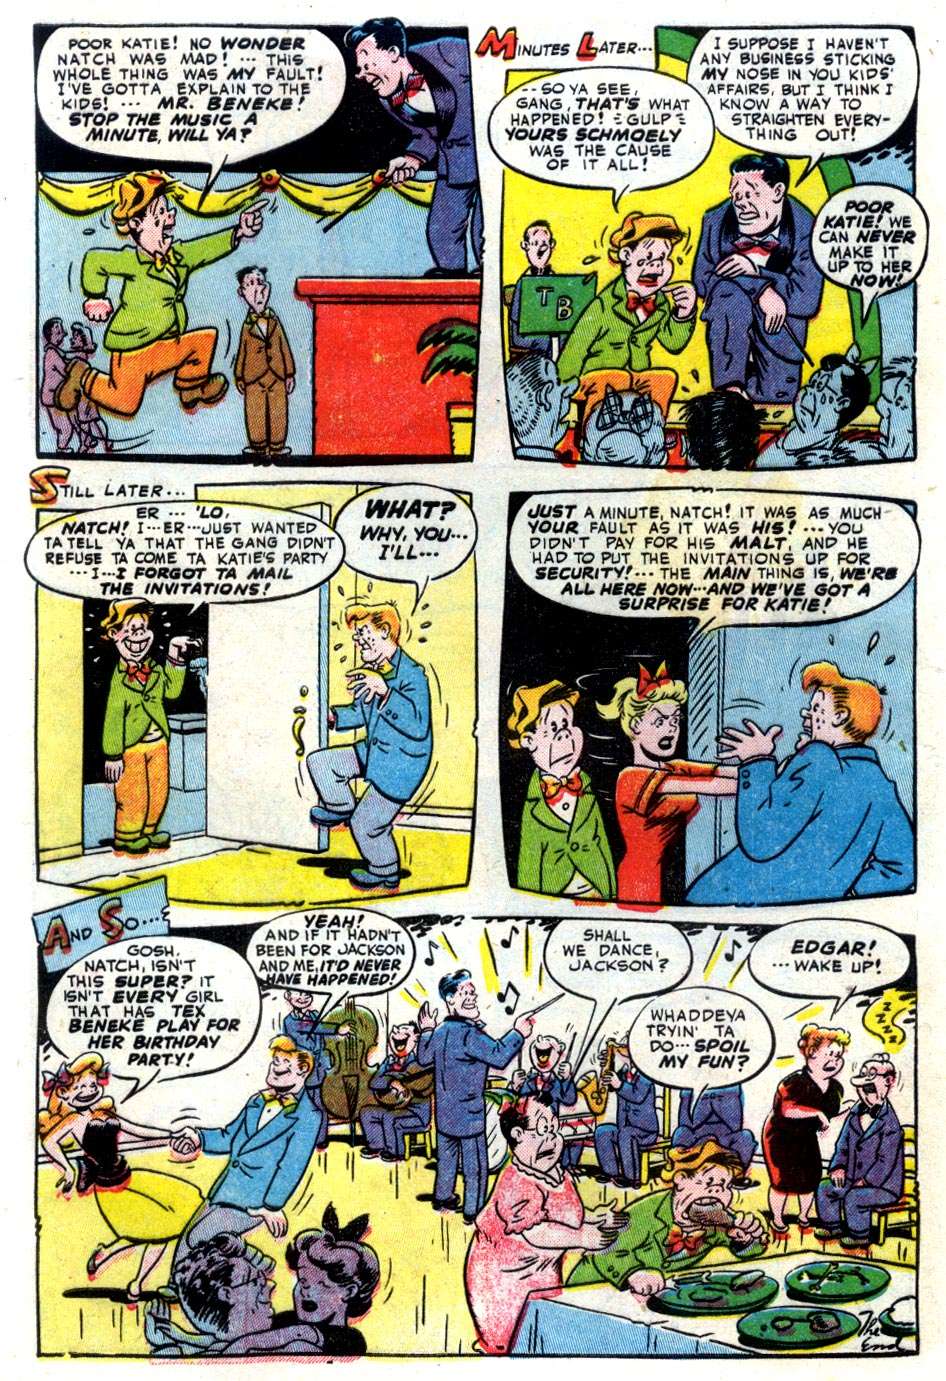 POOR KATIE! NO WONDER
NATCH WAS MAD! ... THIS
WHOLE THING WAS MY FAULT!
I'VE GOTTA EXPLAIN TO THE
KIDS! ... MR. BENEKE!
STOP THE MUSIC A
MINUTE, WILL YA?
MINUTES LATER...
-- SO YA SEE,
GANG, THAT'S WHAT
HAPPENED! GULP
YOURS SCHMOELY
WAS THE CAUSE
OF IT ALL!
I SUPPOSE I HAVEN'T
ANY BUSINESS STICKING
MY NOSE IN YOU KIDS'
AFFAIRS, BUT I THINK I
KNOW A WAY TO
STRAIGHTEN EVERY-
THING OUT!
POOR
KATIE! WE
CAN NEVER
MAKE IT
UP TO HER
NOW!
T
B
STILL LATER...
ER --- 'LO,
NATCH! I---ER---JUST WANTED
TA TELL YA THAT THE GANG DIDN'T
REFUSE TA COME TA KATIE'S PARTY
---I---I FORGOT TA MAIL
THE INVITATIONS!
WHAT?
WHY, YOU---
I'LL---
JUST A MINUTE, NATCH! IT WAS AS MUCH
YOUR FAULT AS IT WAS HIS! --- YOU
DIDN'T PAY FOR HIS MALT, AND HE
HAD TO PUT THE INVITATIONS UP FOR
SECURITY! --- THE MAIN THING IS, WE'RE
ALL HERE NOW---AND WE'VE GOT A
SURPRISE FOR KATIE!
AND SO...
GOSH,
NATCH, ISN'T
THIS SUPER? IT
ISN'T EVERY GIRL
THAT HAS TEX
BENEKE PLAY FOR
HER BIRTHDAY
PARTY!
YEAH!
AND IF IT HADN'T
BEEN FOR JACKSON
AND ME, IT'D NEVER
HAVE HAPPENED!
SHALL
WE DANCE,
JACKSON?
WHADDEYA
TRYIN' TA
DO--- SPOIL
MY FUN?
EDGAR!
---WAKE UP!
Z Z Z Z
The
End